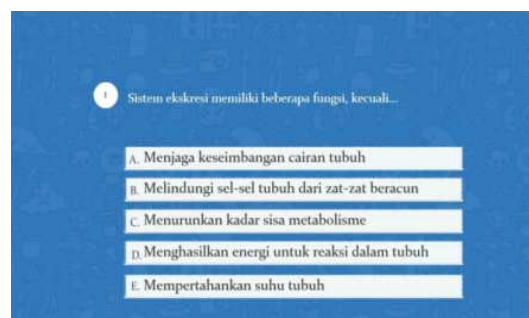 1
Sistem ekskresi memiliki beberapa fungsi, kecuali...
A. Menjaga keseimbangan cairan tubuh
B. Melindungi sel-sel tubuh dari zat-zat beracun
C. Menurunkan kadar sisa metabolisme
D. Menghasilkan energi untuk reaksi dalam tubuh
E. Mempertahankan suhu tubuh